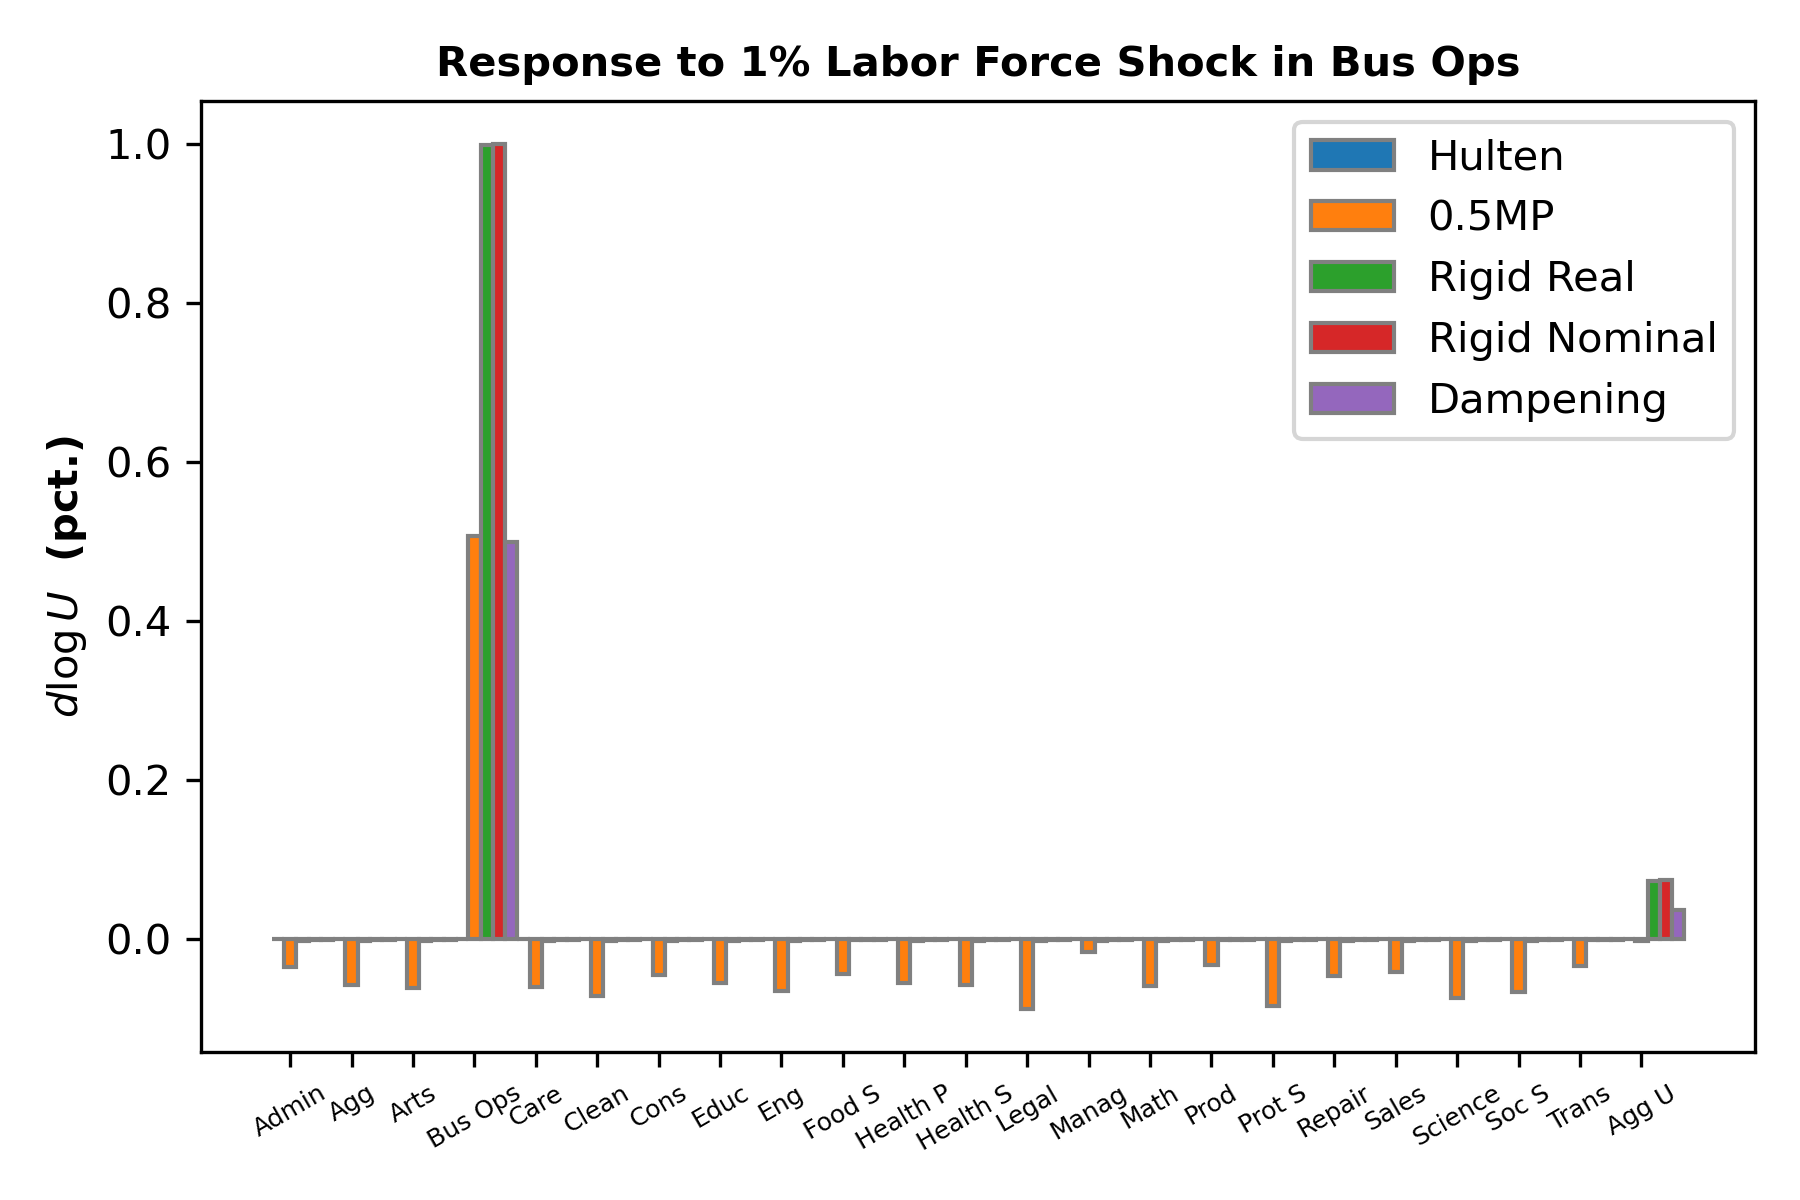 Response to 1% Labor Force Shock in Bus Ops
Hulten
0.5MP
Rigid Real
Rigid Nominal
Dampening
d log U (pct.)
1.0
0.8
0.6
0.4
0.2
0.0
Admin Agg Arts Bus Ops Care Clean Cons Educ Eng Food S Health P Health S Legal Manag Math Prod Prot S Repair Sales Science Soc S Trans Agg U